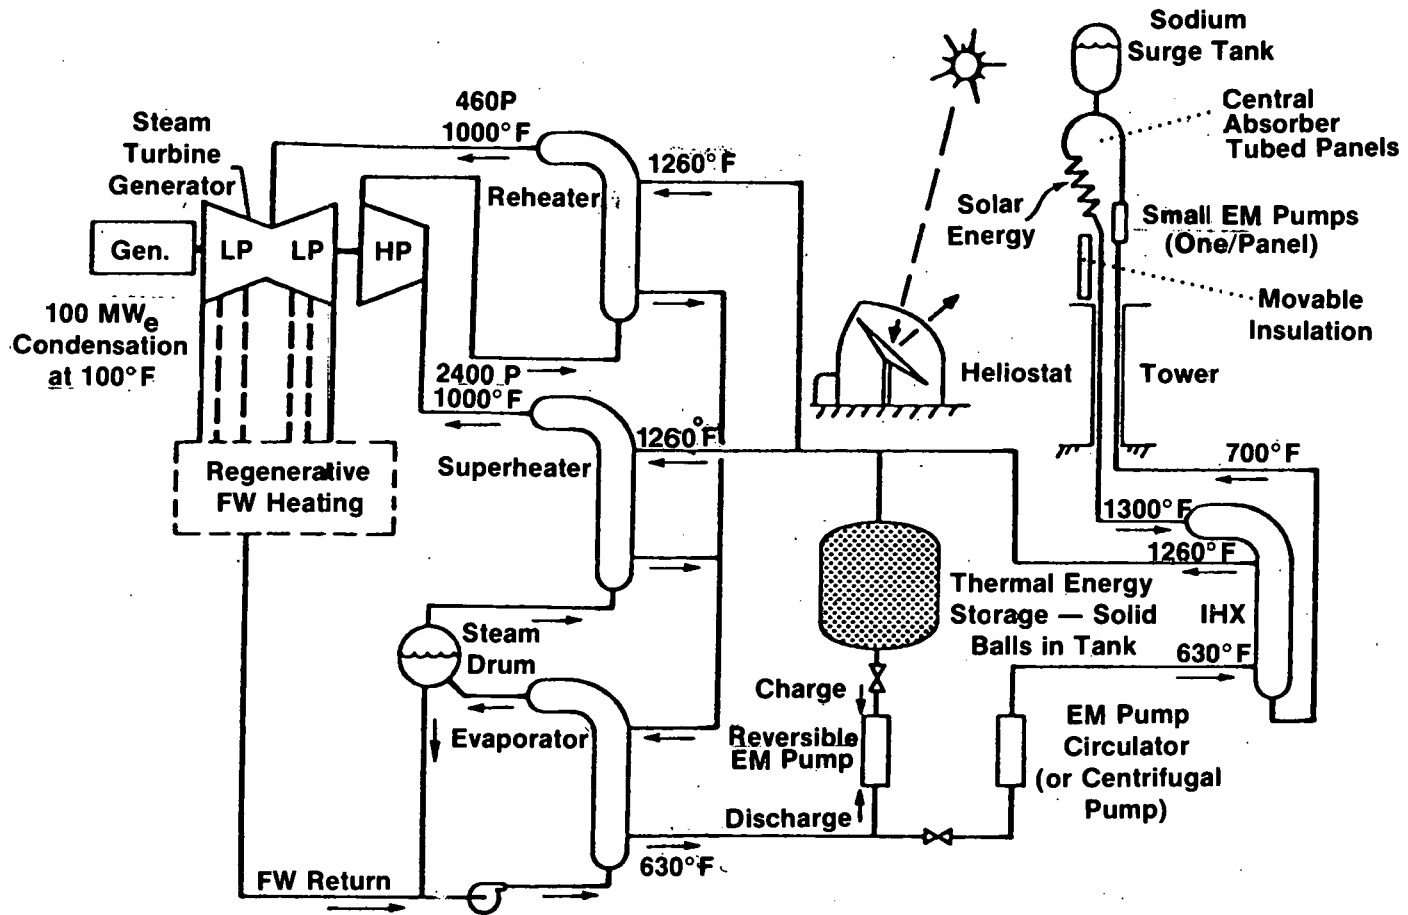 Sodium
Surge Tank
Central
Absorber
Tubed Panels
460P
1000°F
Steam
Turbine
Generator
1260°F
Reheater
Solar
Energy
Small EM Pumps
(One/Panel)
Gen.
LP
LP
HP
Movable
Insulation
100 MWe
Condensation
at 100°F
2400 P
1000°F
Heliostat
Tower
1260°F
Superheater
700°F
Regenerative
FW Heating
1300°F
1260°F
Thermal Energy
Storage — Solid
Balls in Tank
IHX
Steam
Drum
630°F
Charge
Evaporator
Reversible
EM Pump
EM Pump
Circulator
(or Centrifugal
Pump)
Discharge
630°F
FW Return